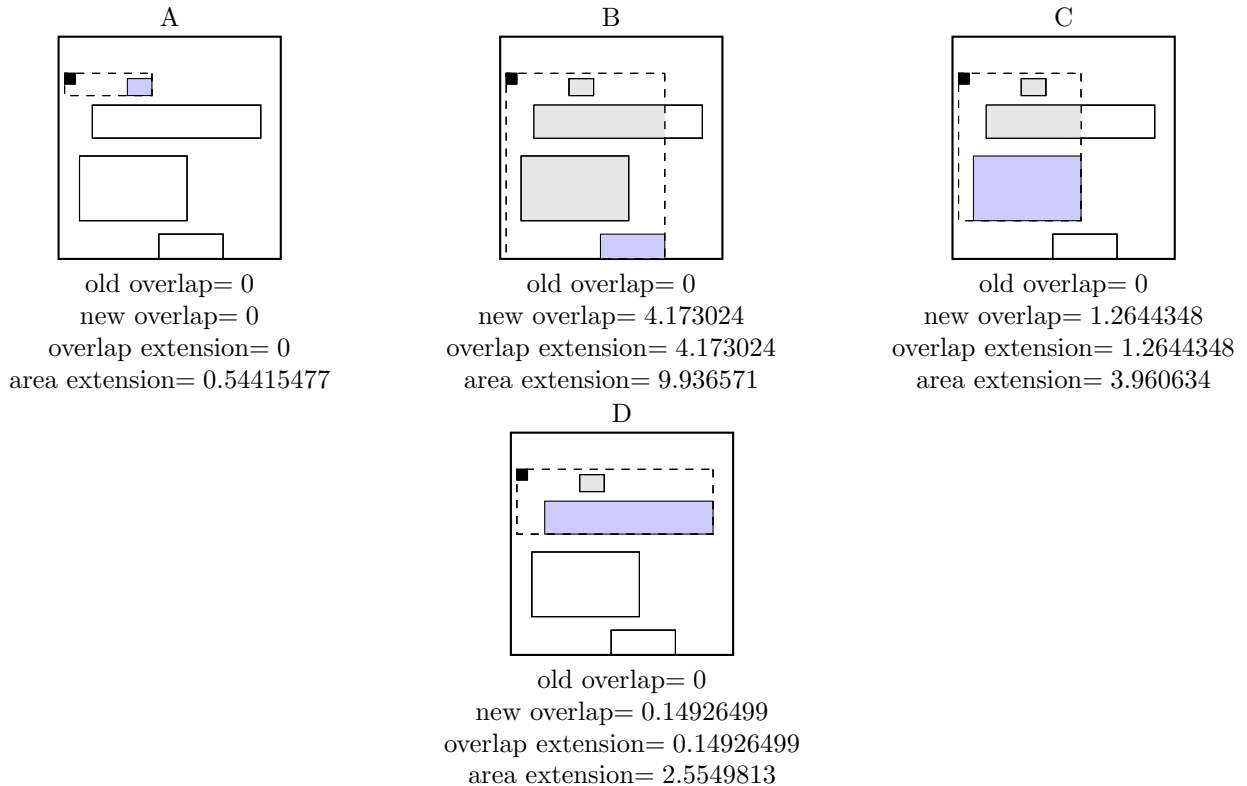 A
old overlap= 0
new overlap= 0
overlap extension= 0
area extension= 0.54415477
B
old overlap= 0
new overlap= 4.173024
overlap extension= 4.173024
area extension= 9.936571
C
old overlap= 0
new overlap= 1.2644348
overlap extension= 1.2644348
area extension= 3.960634
D
old overlap= 0
new overlap= 0.14926499
overlap extension= 0.14926499
area extension= 2.5549813